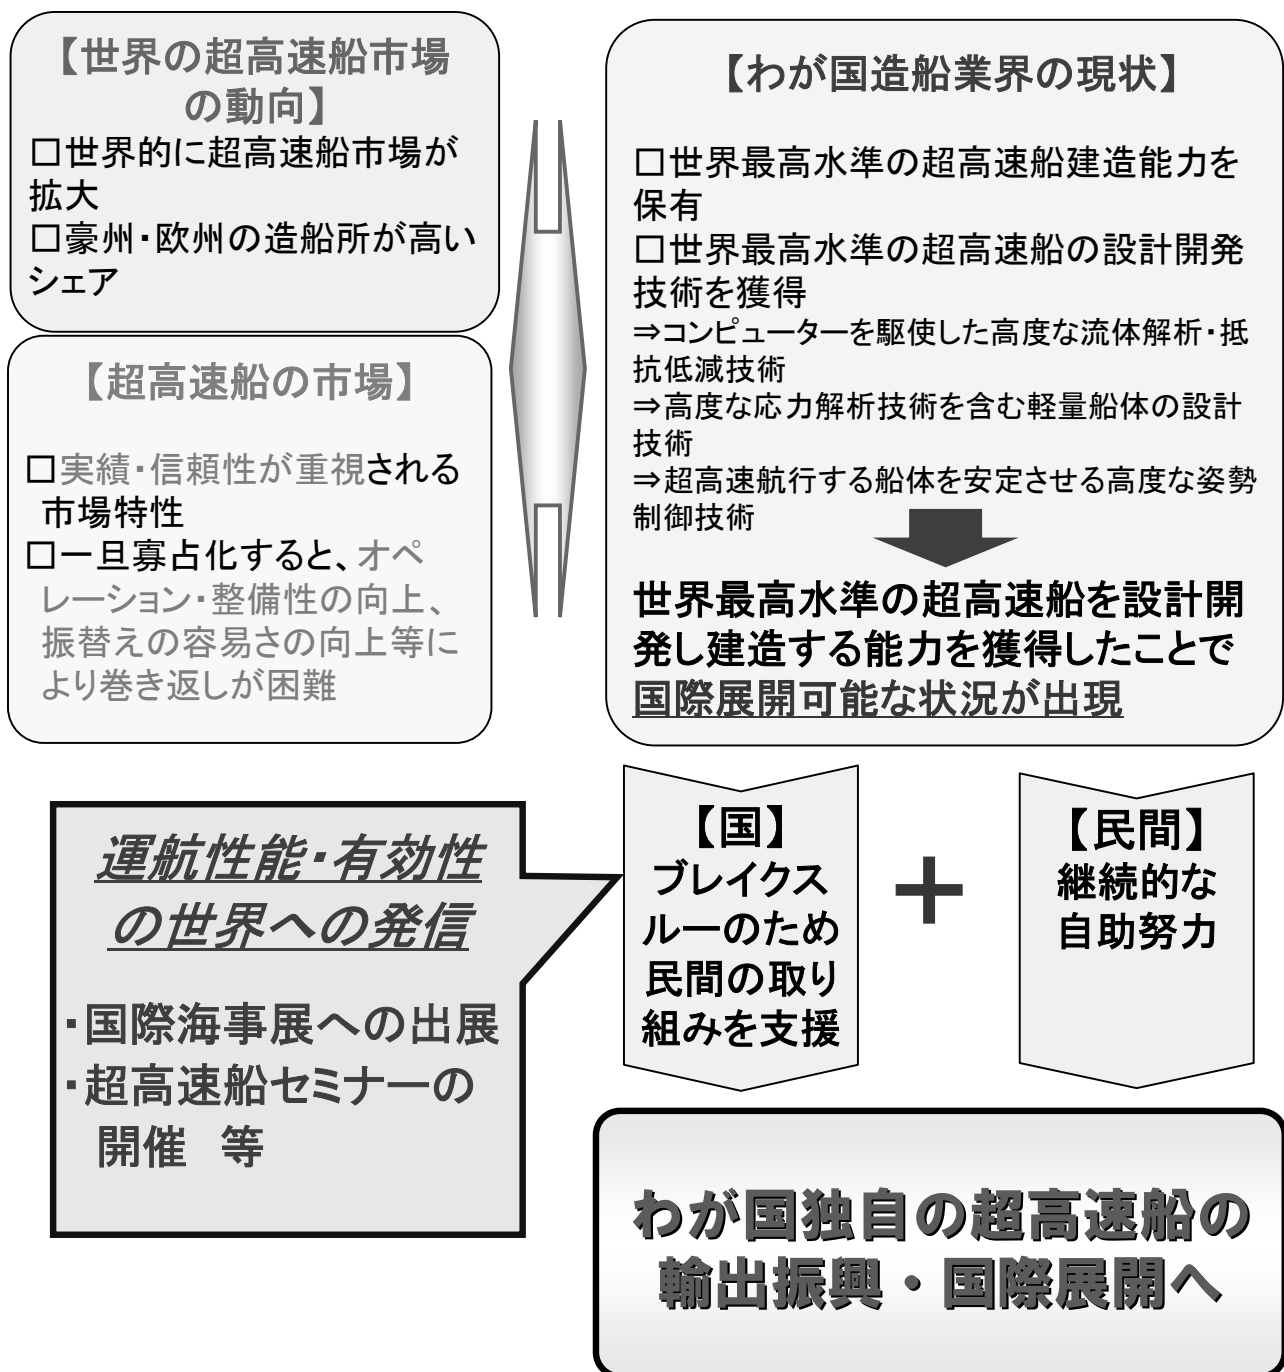 【世界の超高速船市場
の動向】
□世界的に超高速船市場が
拡大
□豪州・欧州の造船所が高い
シェア
【超高速船の市場】
□実績・信頼性が重視される
市場特性
□一旦寡占化すると、オペ
レーション・整備性の向上、
振替えの容易さの向上等に
より巻き返しが困難
【わが国造船業界の現状】
□世界最高水準の超高速船建造能力を
保有
□世界最高水準の超高速船の設計開発
技術を獲得
⇒コンピューターを駆使した高度な流体解析・抵
抗低減技術
⇒高度な応力解析技術を含む軽量船体の設計
技術
⇒超高速航行する船体を安定させる高度な姿勢
制御技術
世界最高水準の超高速船を設計開
発し建造する能力を獲得したことで
国際展開可能な状況が出現
運航性能・有効性
の世界への発信
・国際海事展への出展
・超高速船セミナーの
開催　等
【国】
ブレイクス
ルーのため
民間の取り
組みを支援
＋
【民間】
継続的な
自助努力
わが国独自の超高速船の
輸出振興・国際展開へ